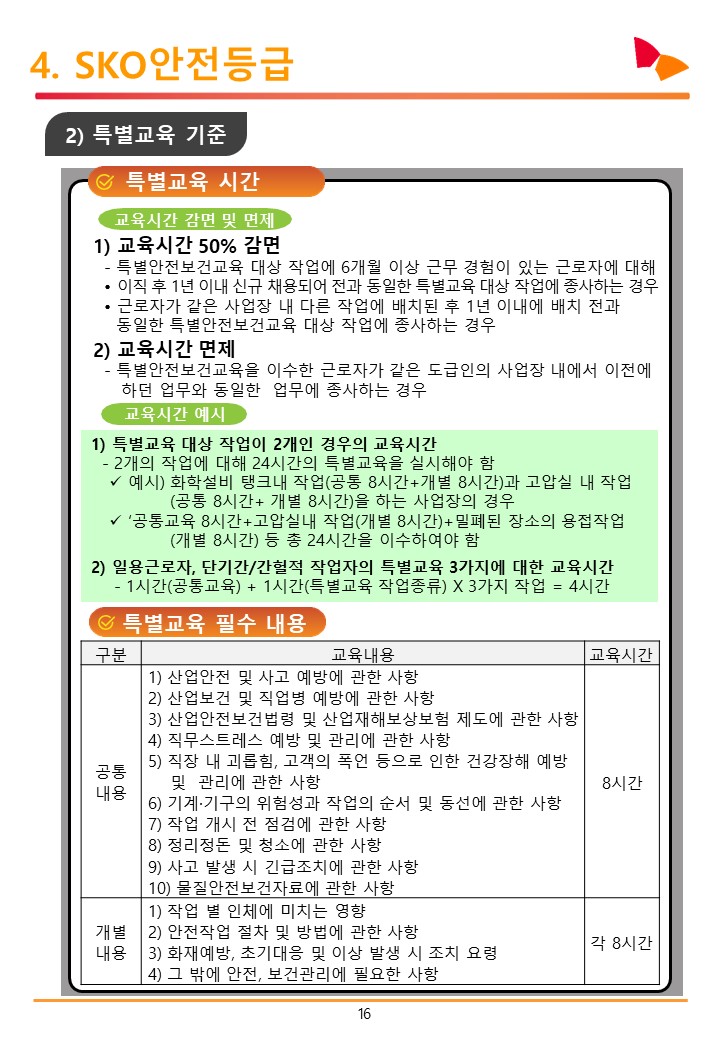 4. SKO안전등급
2) 특별교육 기준
특별교육 시간
교육시간 감면 및 면제
1) 교육시간 50% 감면
- 특별안전보건교육 대상 작업에 6개월 이상 근무 경험이 있는 근로자에 대해
• 이직 후 1년 이내 신규 채용되어 전과 동일한 특별교육 대상 작업에 종사하는 경우
• 근로자가 같은 사업장 내 다른 작업에 배치된 후 1년 이내에 배치 전과
동일한 특별안전보건교육 대상 작업에 종사하는 경우
2) 교육시간 면제
- 특별안전보건교육을 이수한 근로자가 같은 도급인의 사업장 내에서 이전에
하던 업무와 동일한 업무에 종사하는 경우
교육시간 예시
1) 특별교육 대상 작업이 2개인 경우의 교육시간
- 2개의 작업에 대해 24시간의 특별교육을 실시해야 함
✓ 예시) 화학설비 탱크내 작업(공통 8시간+개별 8시간)과 고압실 내 작업
(공통 8시간+ 개별 8시간)을 하는 사업장의 경우
✓ ‘공통교육 8시간+고압실내 작업(개별 8시간)+밀폐된 장소의 용접작업
(개별 8시간) 등 총 24시간을 이수하여야 함
2) 일용근로자, 단기간/간헐적 작업자의 특별교육 3가지에 대한 교육시간
- 1시간(공통교육) + 1시간(특별교육 작업종류) X 3가지 작업 = 4시간
특별교육 필수 내용
구분 교육내용 교육시간
공통
내용
1) 산업안전 및 사고 예방에 관한 사항
2) 산업보건 및 직업병 예방에 관한 사항
3) 산업안전보건법령 및 산업재해보상보험 제도에 관한 사항
4) 직무스트레스 예방 및 관리에 관한 사항
5) 직장 내 괴롭힘, 고객의 폭언 등으로 인한 건강장해 예방
및 관리에 관한 사항
6) 기계·기구의 위험성과 작업의 순서 및 동선에 관한 사항
7) 작업 개시 전 점검에 관한 사항
8) 정리정돈 및 청소에 관한 사항
9) 사고 발생 시 긴급조치에 관한 사항
10) 물질안전보건자료에 관한 사항
8시간
개별
내용
1) 작업 별 인체에 미치는 영향
2) 안전작업 절차 및 방법에 관한 사항
3) 화재예방, 초기대응 및 이상 발생 시 조치 요령
4) 그 밖에 안전, 보건관리에 필요한 사항
각 8시간
16